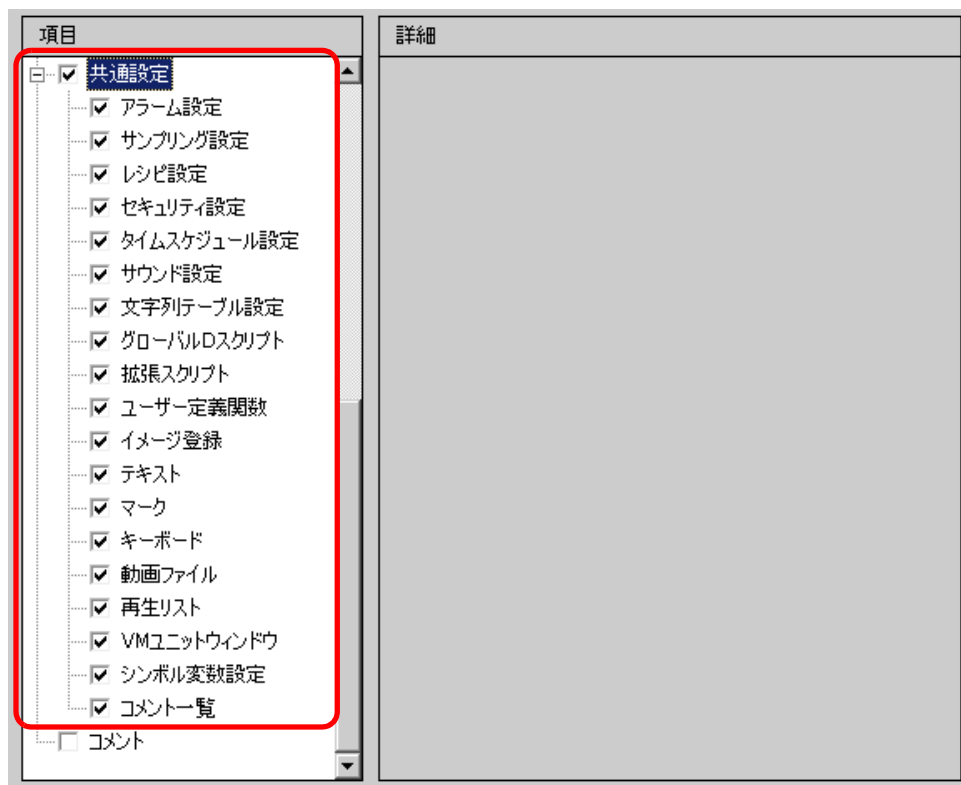 項目
詳細
共通設定
アラーム設定
サンプリング設定
レシピ設定
セキュリティ設定
タイムスケジュール設定
サウンド設定
文字列テーブル設定
グローバルDスクリプト
拡張スクリプト
ユーザー定義関数
イメージ登録
テキスト
マーク
キーボード
動画ファイル
再生リスト
VMユニットウィンドウ
シンボル変数設定
コメント一覧
コメント